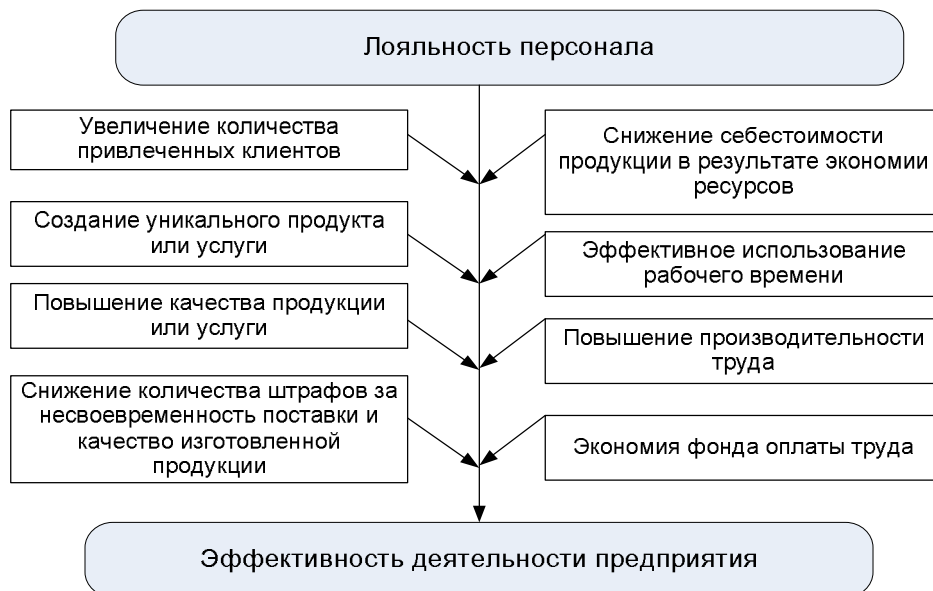 Лояльность персонала
Увеличение количества
привлеченных клиентов
Снижение себестоимости
продукции в результате экономии
ресурсов
Создание уникального продукта
или услуги
Эффективное использование
рабочего времени
Повышение качества продукции
или услуги
Повышение производительности
труда
Снижение количества штрафов за
несвоевременность поставки и
качество изготовленной
продукции
Экономия фонда оплаты труда
Эффективность деятельности предприятия